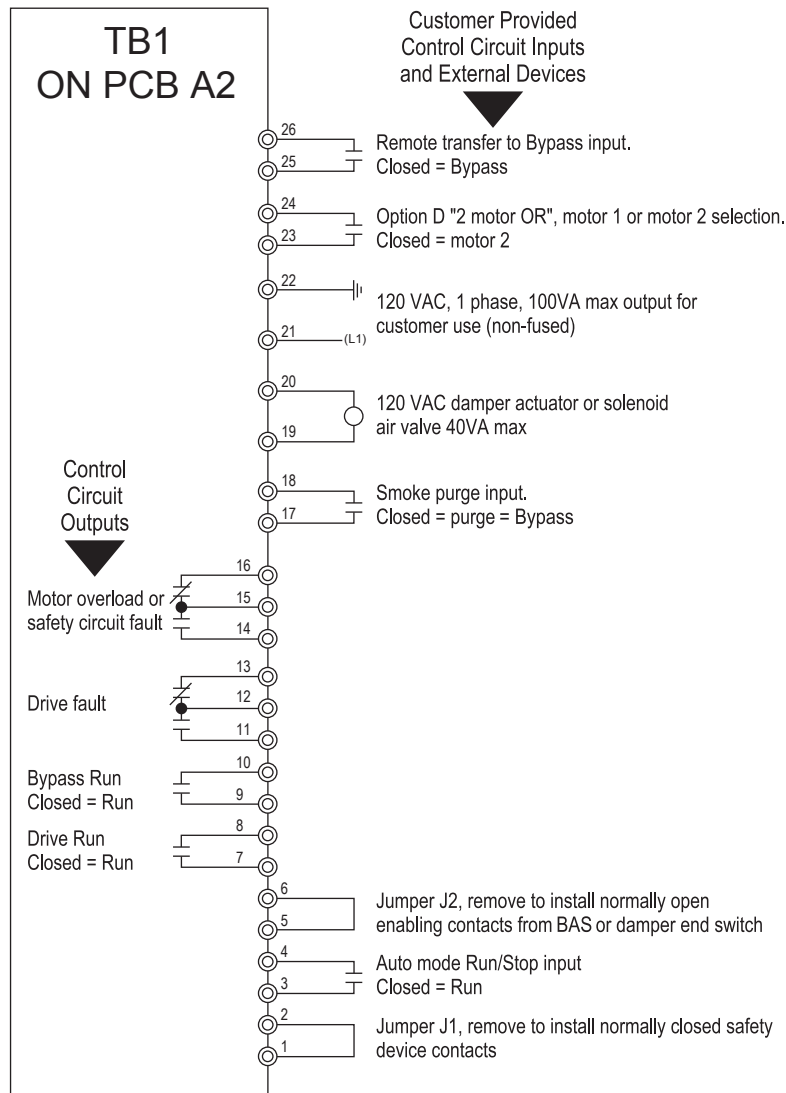 TB1
ON PCB A2
Customer Provided
Control Circuit Inputs
and External Devices
26
Remote transfer to Bypass input.
25
Closed = Bypass
24
Option D "2 motor OR", motor 1 or motor 2 selection.
23
Closed = motor 2
22
120 VAC, 1 phase, 100VA max output for
21
(L1)
customer use (non-fused)
20
120 VAC damper actuator or solenoid
19
air valve 40VA max
18
Smoke purge input.
17
Closed = purge = Bypass
Control
Circuit
Outputs
16
Motor overload or
15
safety circuit fault
14
13
Drive fault
12
11
10
Bypass Run
9
Closed = Run
8
Drive Run
7
Closed = Run
6
Jumper J2, remove to install normally open
5
enabling contacts from BAS or damper end switch
4
Auto mode Run/Stop input
3
Closed = Run
2
Jumper J1, remove to install normally closed safety
1
device contacts